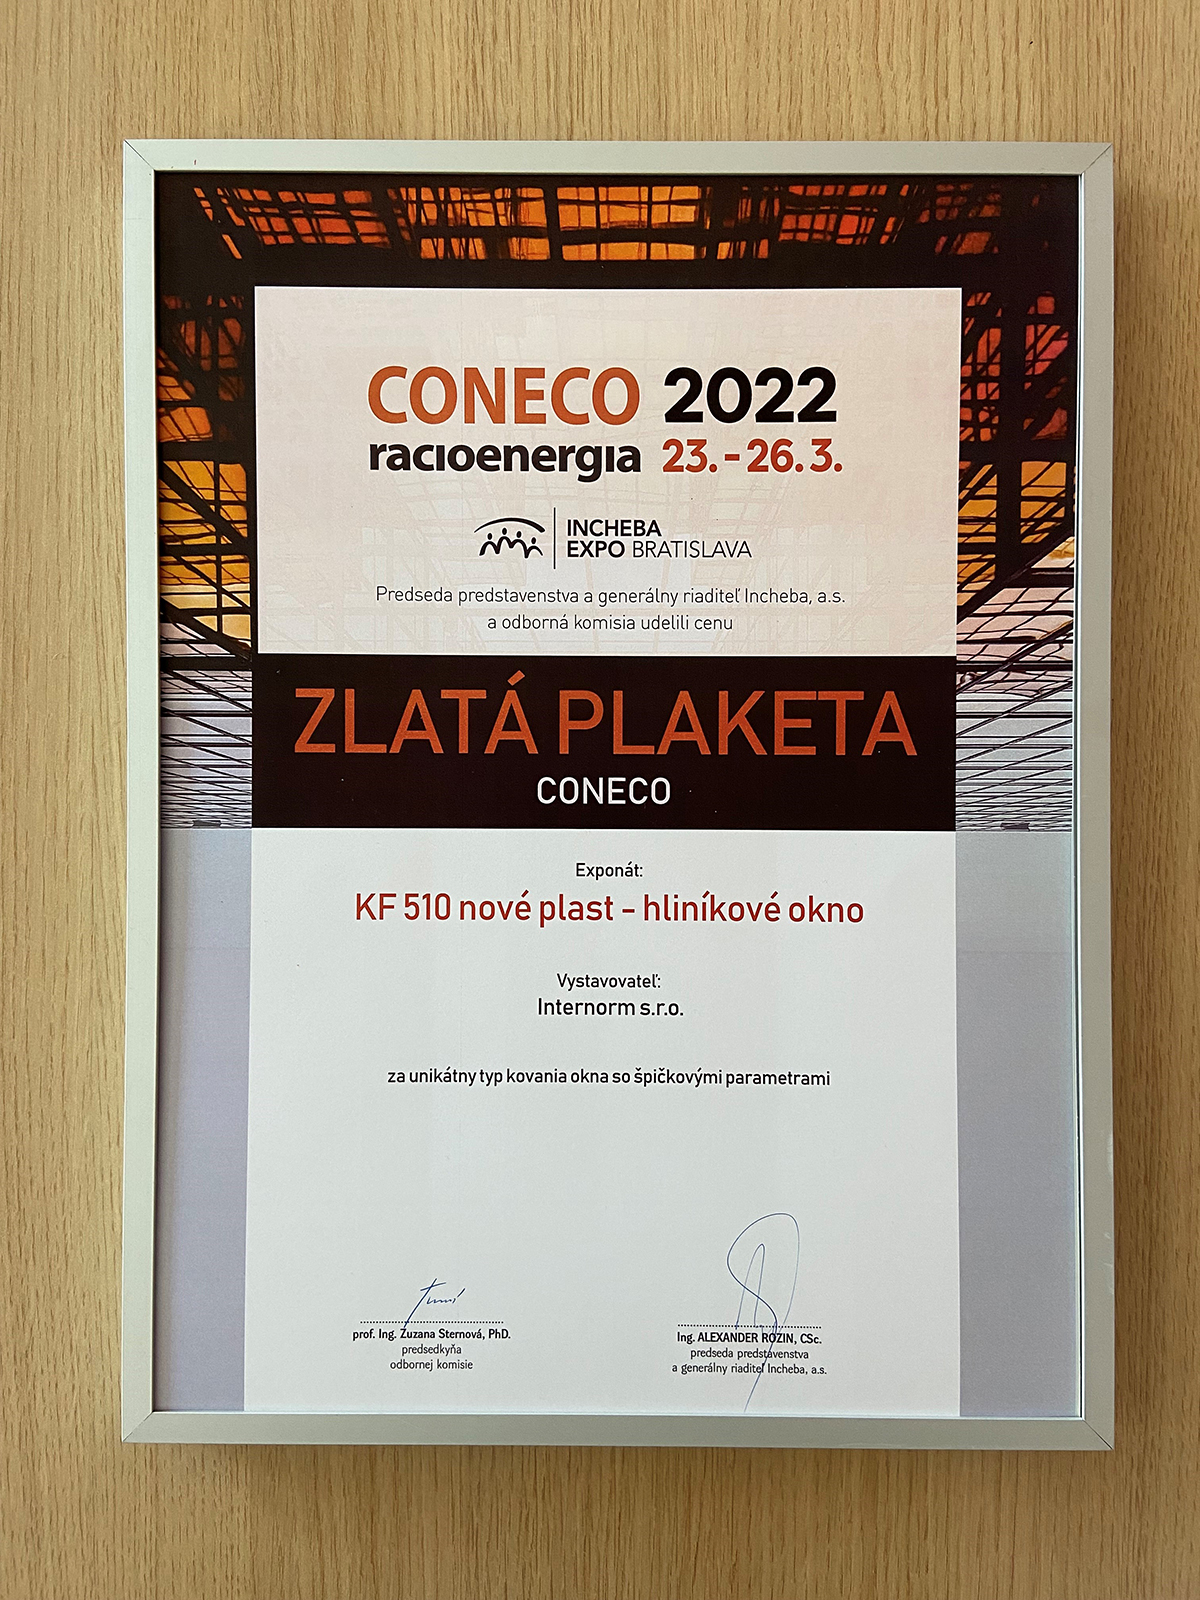 CONECO 2022
racioenergia 23. - 26. 3.
INCHEBA
EXPO BRATISLAVA
Predseda predstavenstva a generálny riaditeľ Incheba, a.s.
a odborná komisia udelili cenu
ZLATÁ PLAKETA
CONECO
Exponát:
KF 510 nové plast - hliníkové okno
Vystavovateľ:
Internorm s.r.o.
za unikátny typ kovania okna so špičkovými parametrami
prof. Ing. Zuzana Sternová, PhD.
predsedkyňa
odbornej komisie
Ing. ALEXANDER ROZIN, CSc.
predseda predstavenstva
a generálny riaditeľ Incheba, a.s.